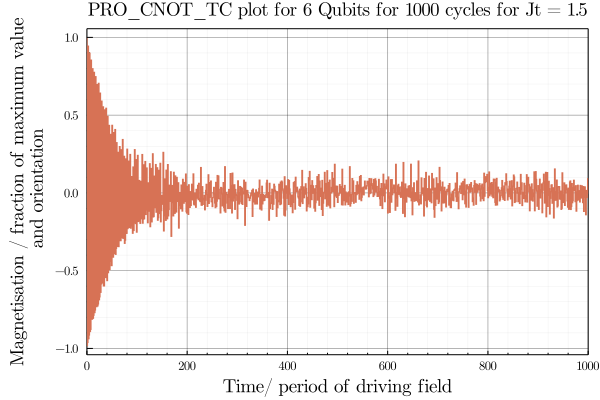 PRO_CNOT_TC plot for 6 Qubits for 1000 cycles for Jt = 1.5
Magnetisation / fraction of maximum value
and orientation
1.0
0.5
0.0
−0.5
−1.0
0
200
400
600
800
1000
Time/ period of driving field